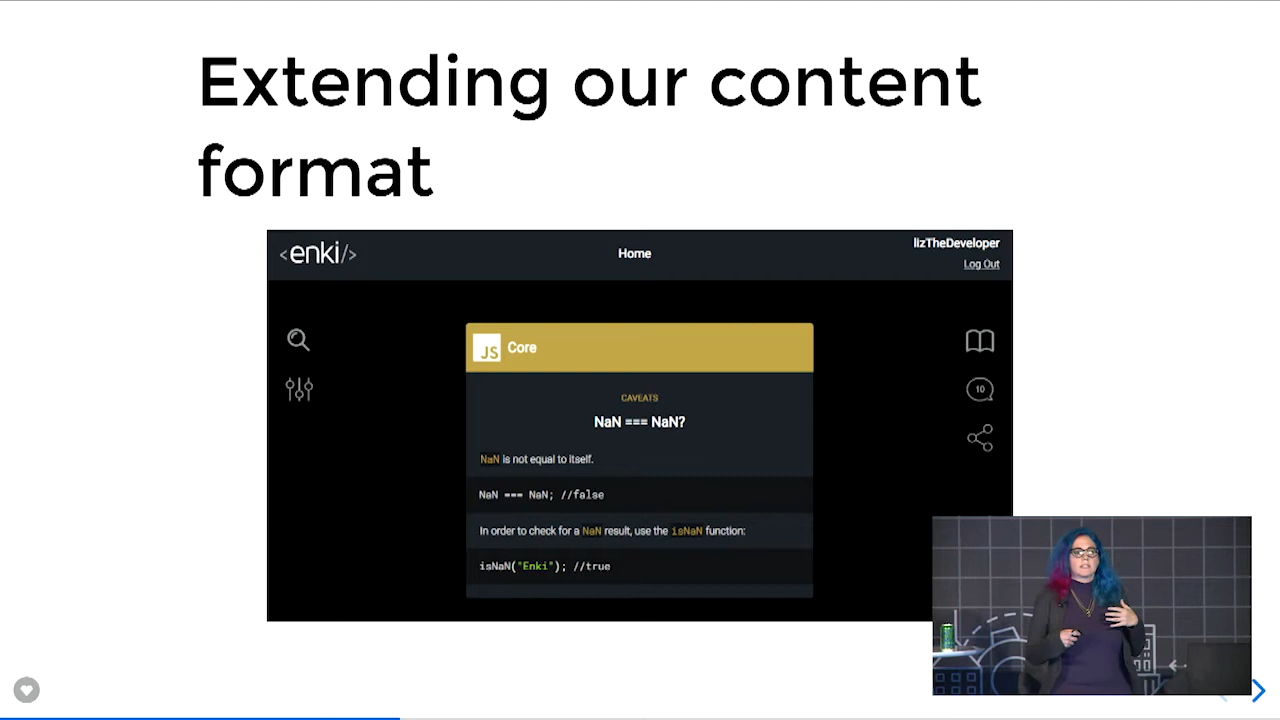 Extending our content
format
<enki/>
Home
lizTheDeveloper
Log Out
JS Core
10
CAVEATS
NaN === NaN?
NaN is not equal to itself.
NaN === NaN; //false
In order to check for a NaN result, use the isNaN function:
isNaN("Enki"); //true